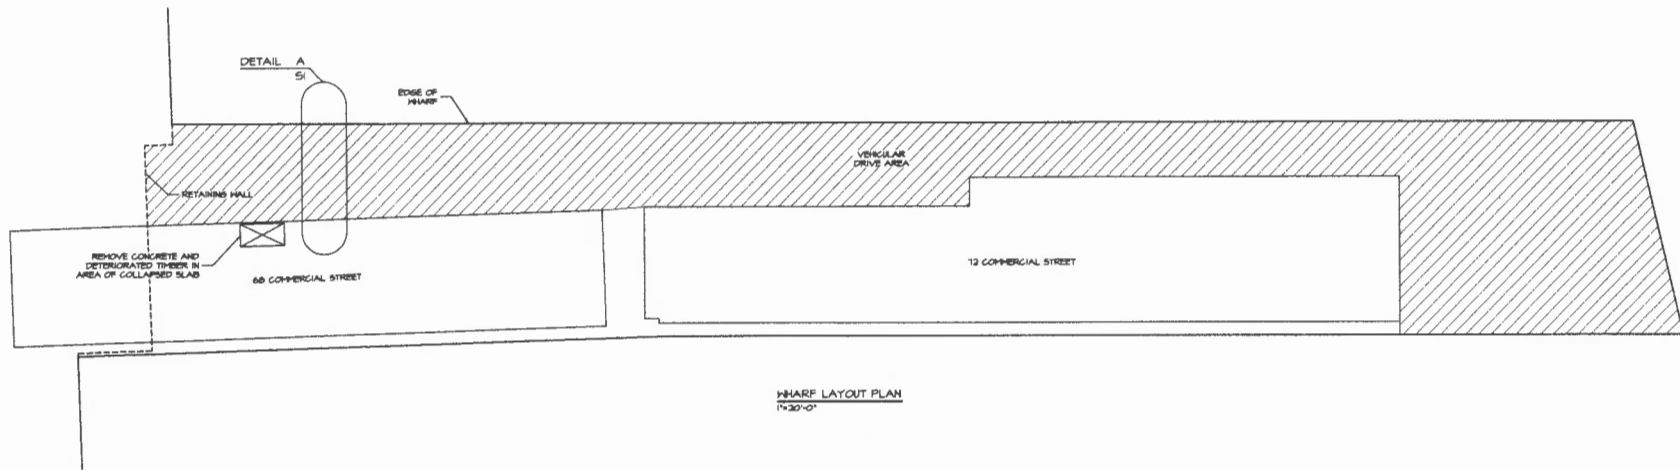 DETAIL A
S1
EDGE OF
WHARF
VEHICULAR
DRIVE AREA
RETAINING WALL
REMOVE CONCRETE AND
DETERIORATED TIMBER IN
AREA OF COLLAPSED SLAB
68 COMMERCIAL STREET
72 COMMERCIAL STREET
WHARF LAYOUT PLAN
1"=20'-0"